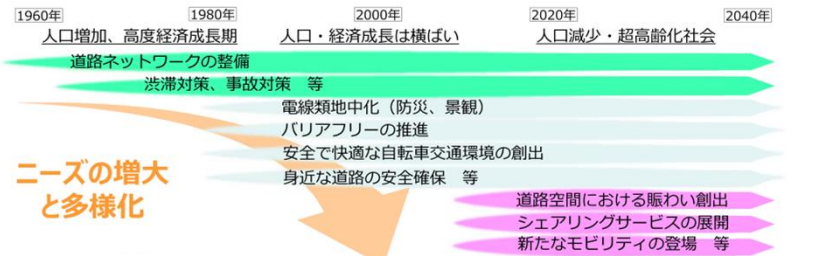 1960年 1980年 2000年 2020年 2040年
人口増加、高度経済成長期 人口・経済成長は横ばい 人口減少・超高齢化社会
道路ネットワークの整備
渋滞対策、事故対策　等
電線類地中化（防災、景観）
バリアフリーの推進
安全で快適な自転車交通環境の創出
身近な道路の安全確保　等
ニーズの増大
と多様化
道路空間における賑わい創出
シェアリングサービスの展開
新たなモビリティの登場　等